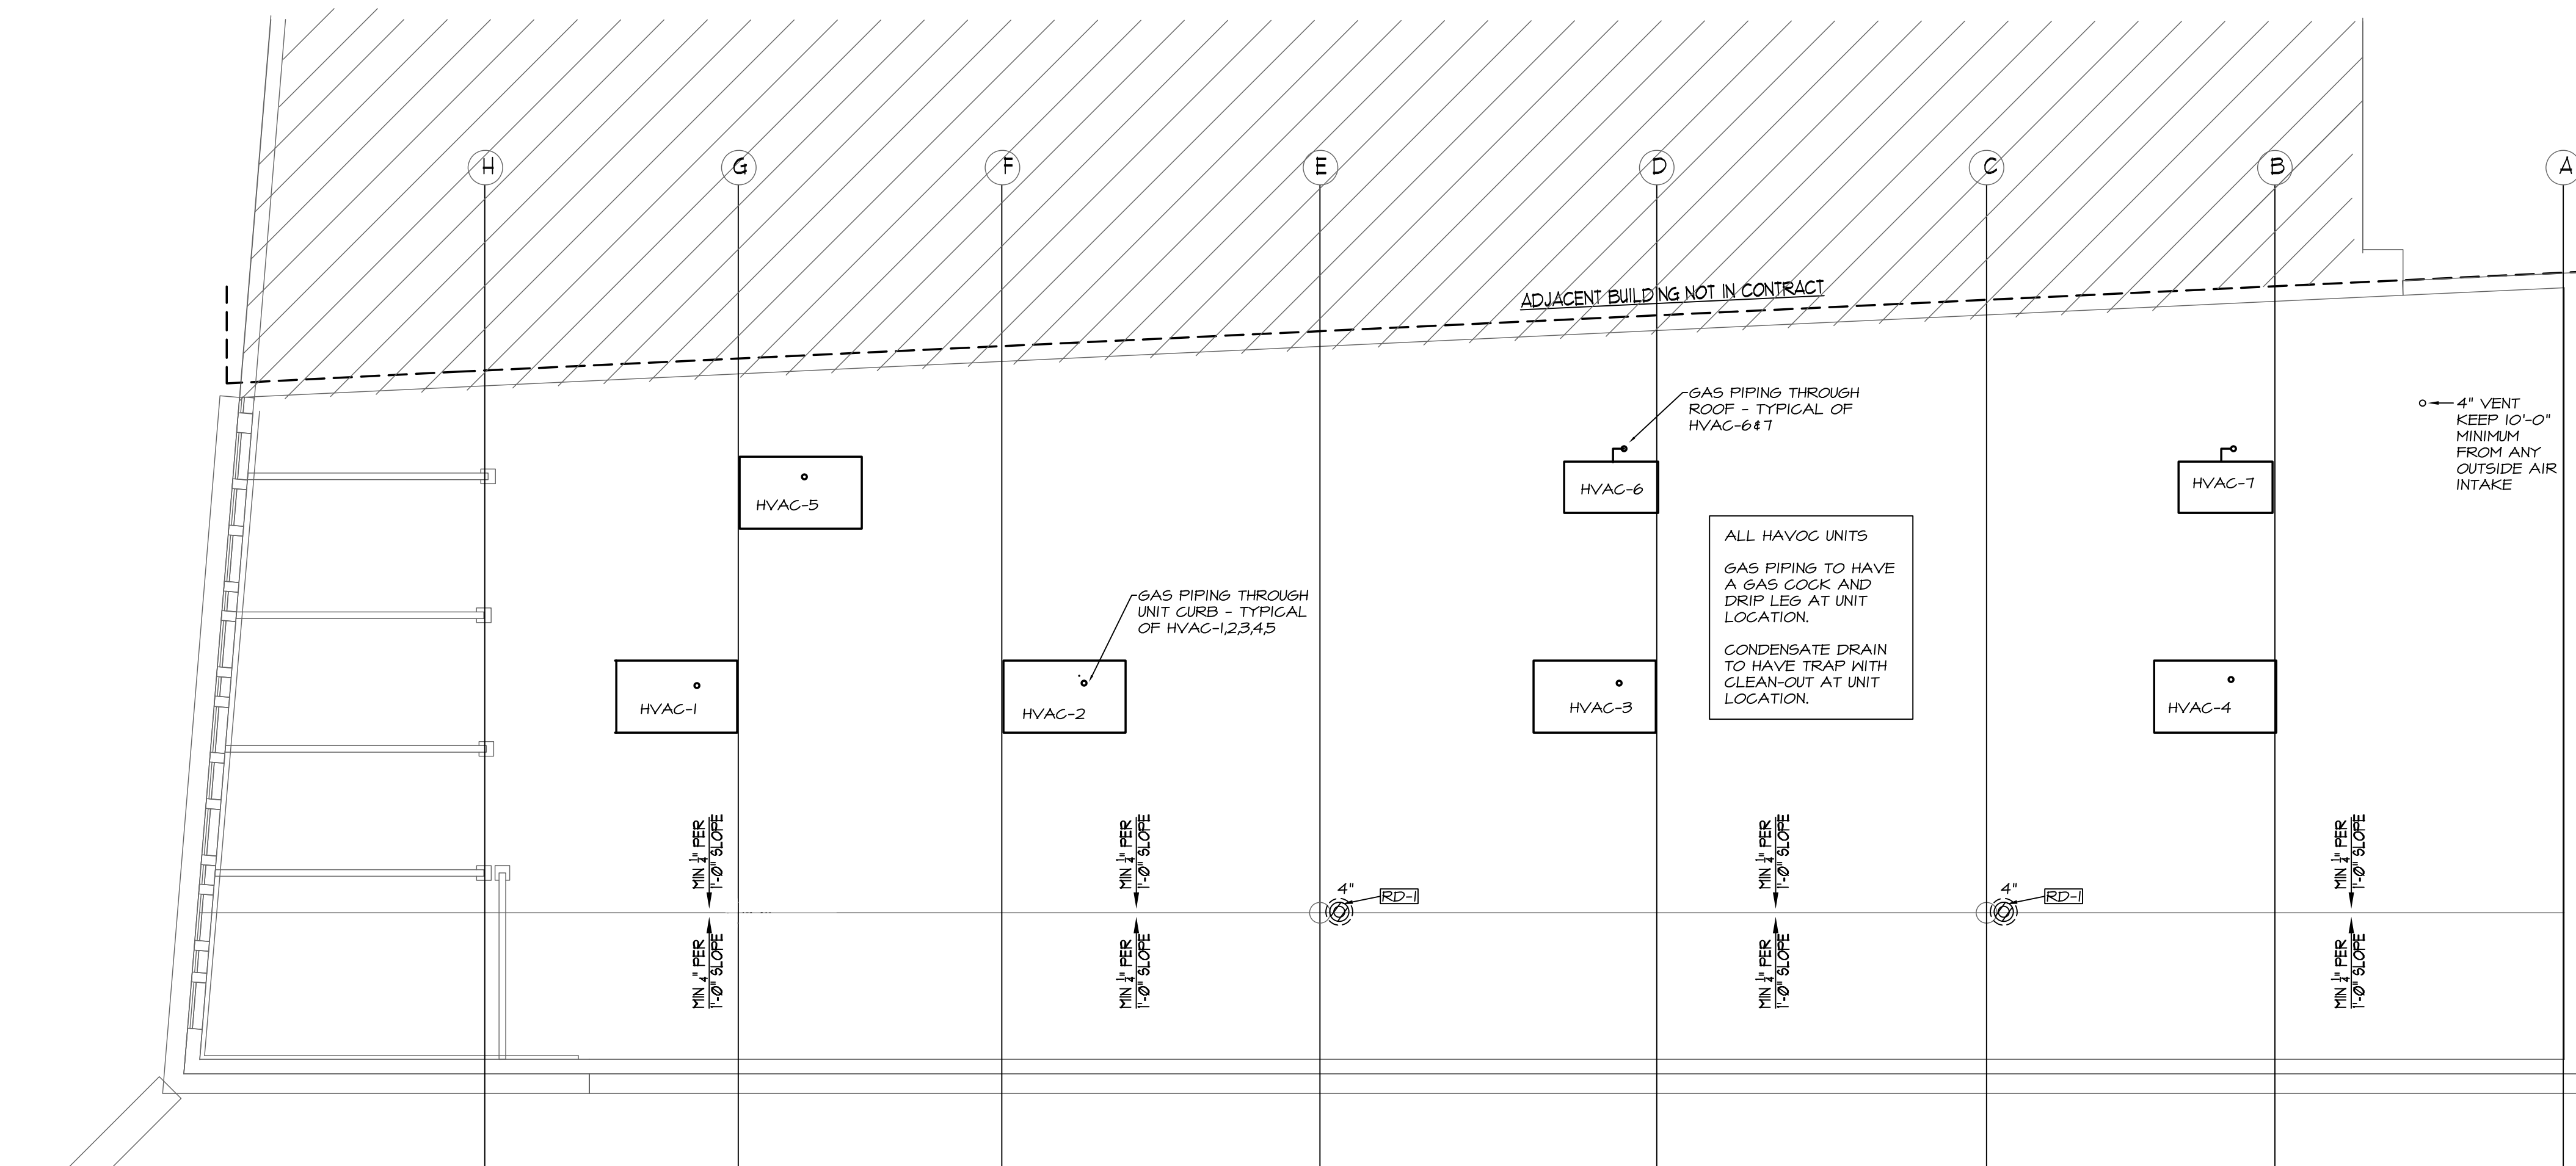 H
G
F
E
D
C
B
A
ADJACENT BUILDING NOT IN CONTRACT
GAS PIPING THROUGH
ROOF - TYPICAL OF
HVAC-6&7
4" VENT
KEEP 10'-0"
MINIMUM
FROM ANY
OUTSIDE AIR
INTAKE
HVAC-5
HVAC-6
HVAC-7
ALL HAVOC UNITS
GAS PIPING TO HAVE
A GAS COCK AND
DRIP LEG AT UNIT
LOCATION.
CONDENSATE DRAIN
TO HAVE TRAP WITH
CLEAN-OUT AT UNIT
LOCATION.
GAS PIPING THROUGH
UNIT CURB - TYPICAL
OF HVAC-1,2,3,4,5
HVAC-1
HVAC-2
HVAC-3
HVAC-4
MIN 1/4" PER
1'-0" SLOPE
MIN 1/4" PER
1'-0" SLOPE
MIN 1/4" PER
1'-0" SLOPE
MIN 1/4" PER
1'-0" SLOPE
4"
RD-1
4"
RD-1
MIN 1/4" PER
1'-0" SLOPE
MIN 1/4" PER
1'-0" SLOPE
MIN 1/4" PER
1'-0" SLOPE
MIN 1/4" PER
1'-0" SLOPE